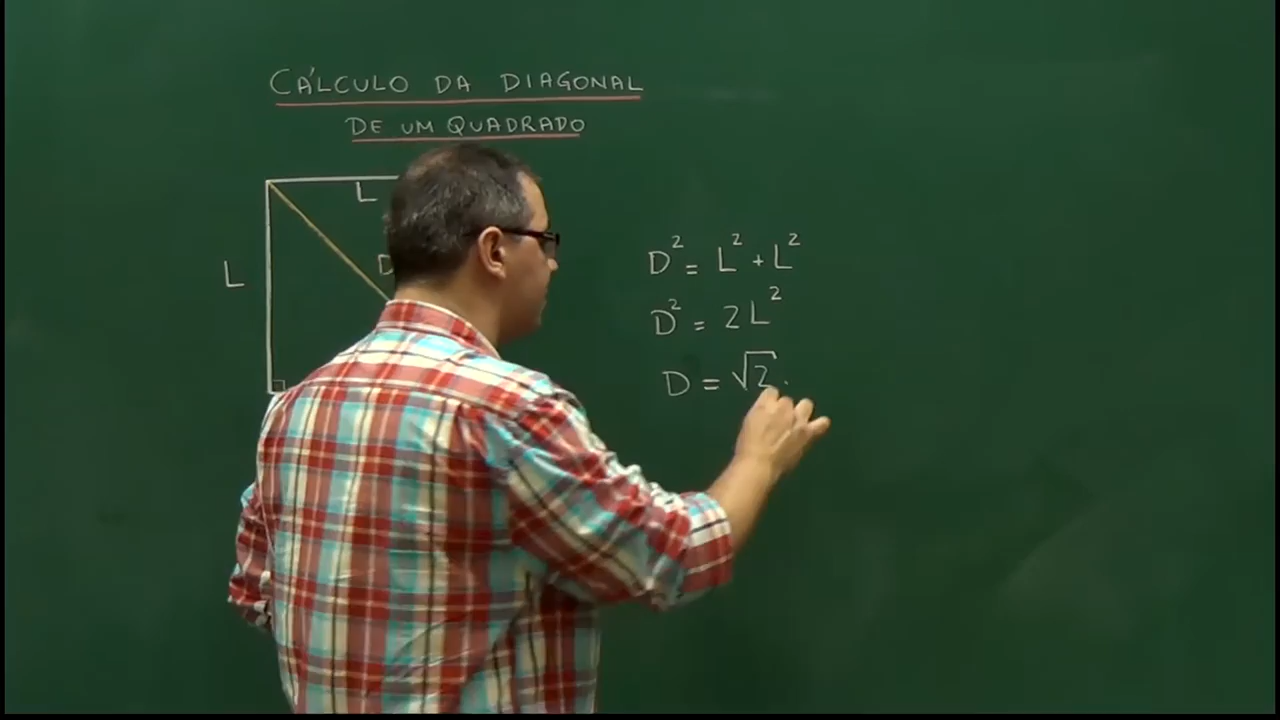 CÁLCULO DA DIAGONAL
DE UM QUADRADO
L
L
D
D² = L² + L²
D² = 2L²
D = √2 .